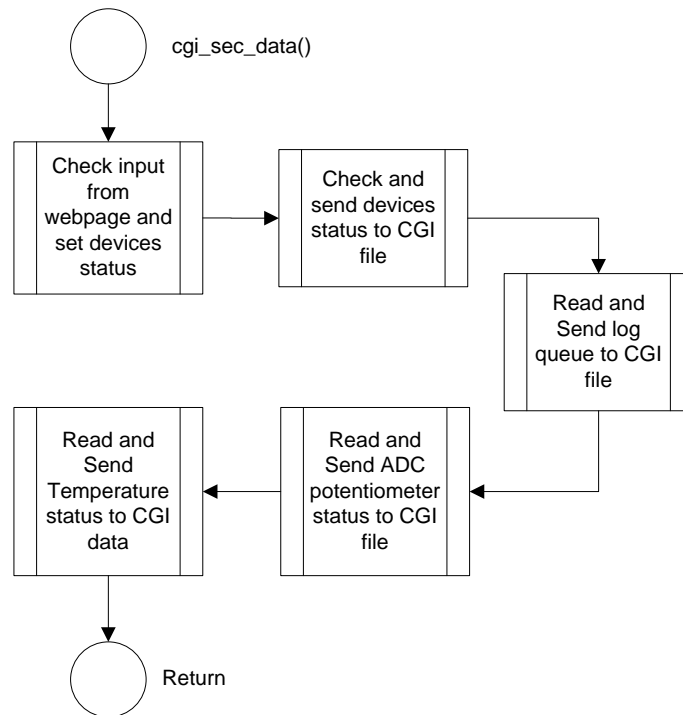 cgi_sec_data()
Check input
from
webpage and
set devices
status
Check and
send devices
status to CGI
file
Read and
Send log
queue to CGI
file
Read and
Send ADC
potentiometer
status to CGI
file
Read and
Send
Temperature
status to CGI
data
Return